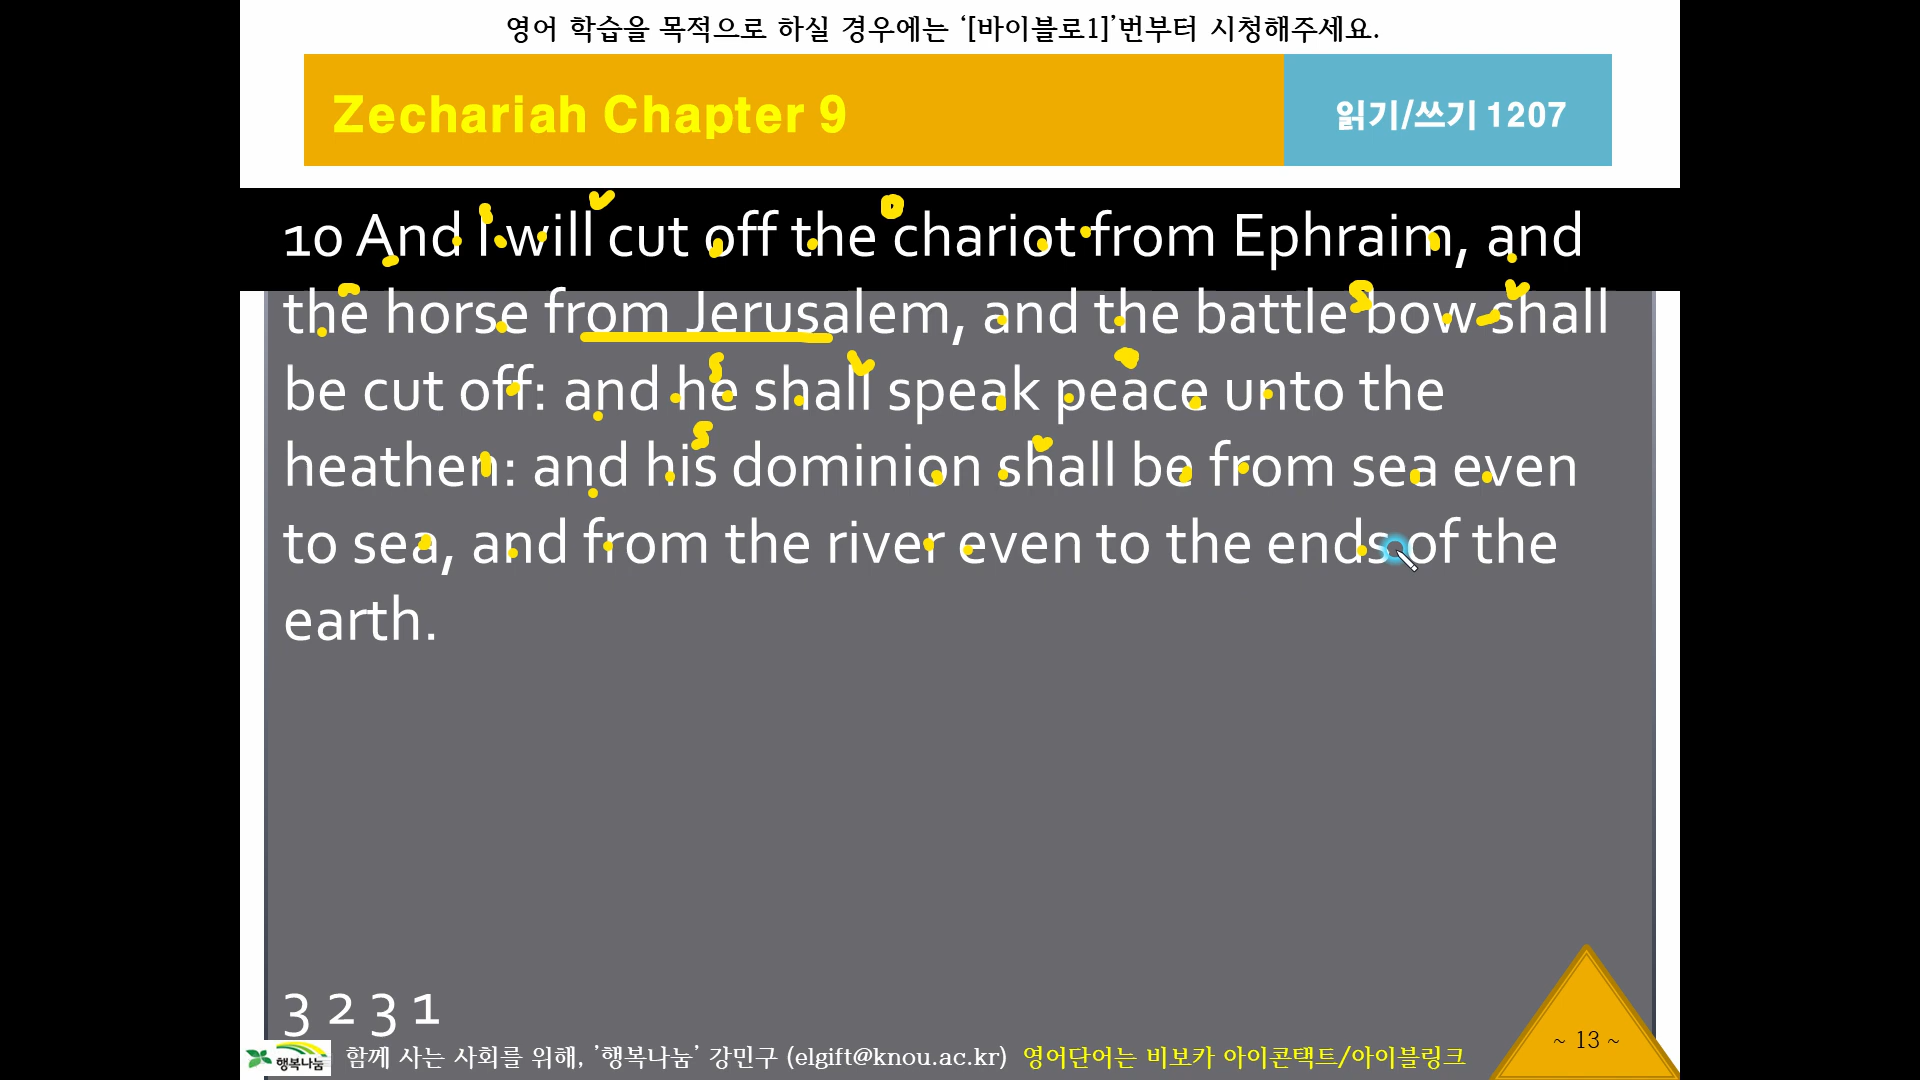 영어 학습을 목적으로 하실 경우에는 ‘[바이블로1]’번부터 시청해주세요.
Zechariah Chapter 9
읽기/쓰기 1207
10 And I will cut off the chariot from Ephraim, and
the horse from Jerusalem, and the battle bow shall
be cut off: and he shall speak peace unto the
heathen: and his dominion shall be from sea even
to sea, and from the river even to the ends of the
earth.
3 2 3 1
행복나눔
함께 사는 사회를 위해, ’행복나눔’ 강민구 (elgift@knou.ac.kr) 영어단어는 비보카 아이콘택트/아이블링크
~ 13 ~